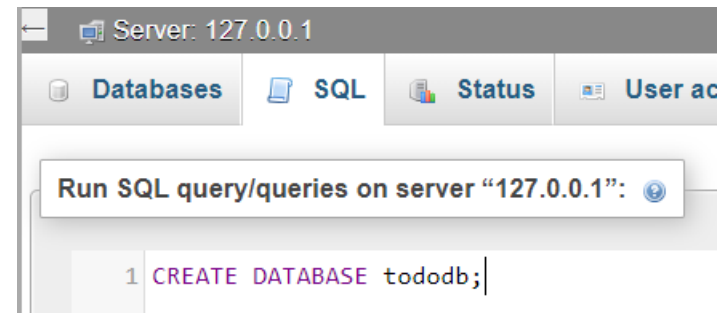 Server: 127.0.0.1
Databases SQL Status User ac
Run SQL query/queries on server “127.0.0.1”:
1 CREATE DATABASE tododb;